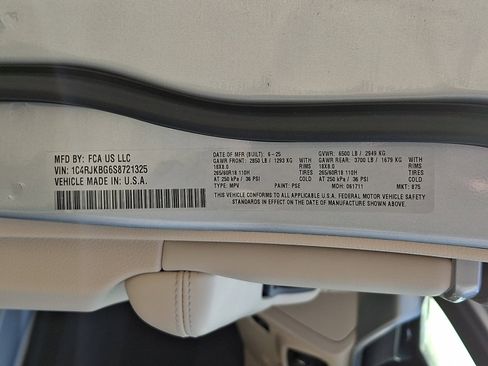 MFD BY: FCA US LLC
VIN: 1C4RJKBG6S8721325
VEHICLE MADE IN: U.S.A.
DATE OF MFR (BUILT): 6-25 GVWR: 6500 LB / 2949 KG
GAWR FRONT: 2850 LB / 1293 KG WITH GAWR REAR: 3700 LB / 1679 KG WITH
18X8.0 RIMS 18X8.0 RIMS
265/60R18 110H TIRES 265/60R18 110H TIRES
AT 250 kPa / 36 PSI COLD AT 250 kPa / 36 PSI COLD
TYPE: MPV PAINT: PSE MDH: 061711 MKT: 875
THIS VEHICLE CONFORMS TO ALL APPLICABLE U.S.A. FEDERAL MOTOR VEHICLE SAFETY
STANDARDS IN EFFECT ON THE DATE OF MANUFACTURE SHOWN ABOVE.